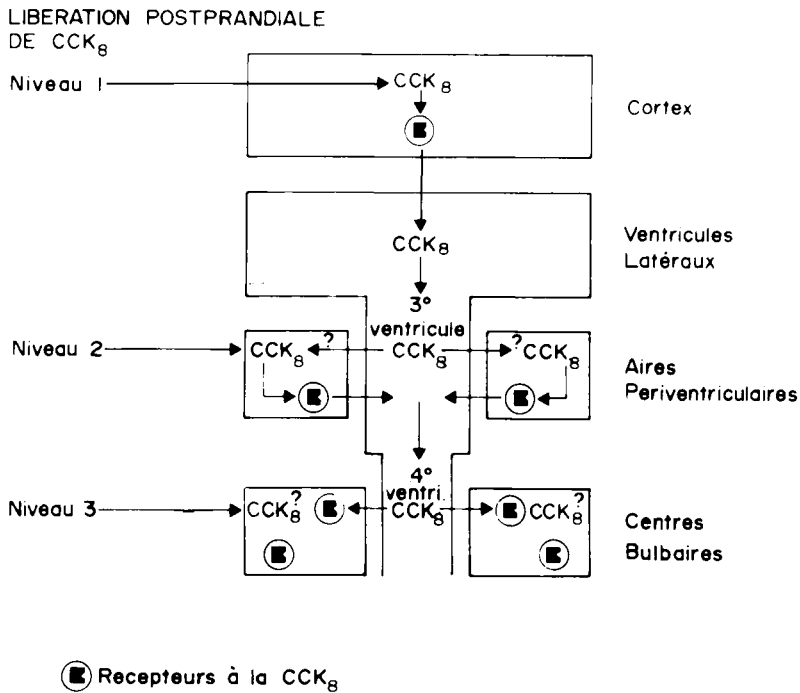 LIBERATION POSTPRANDIALE
DE CCK8
Niveau 1
CCK8
Cortex
CCK8
Ventricules
Latéraux
3°
ventricule
Niveau 2
CCK8
?
CCK8
?
CCK8
Aires
Periventriculaires
4°
ventri.
Niveau 3
CCK8
?
CCK8
CCK8
?
Centres
Bulbaires
Recepteurs à la CCK8